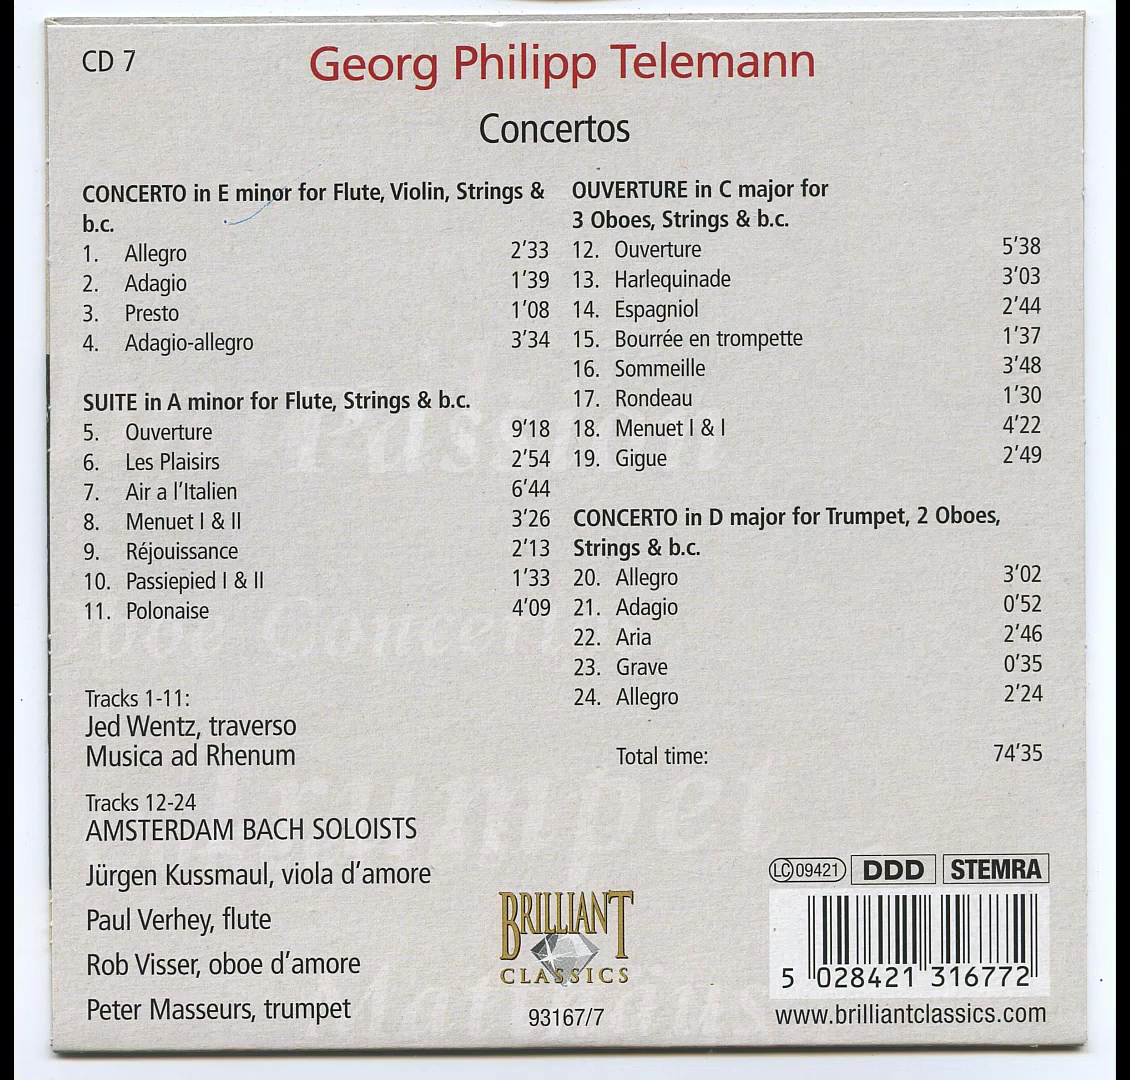 CD 7
Georg Philipp Telemann
Concertos
CONCERTO in E minor for Flute, Violin, Strings &
b.c.
1. Allegro 2’33
2. Adagio 1’39
3. Presto 1’08
4. Adagio-allegro 3’34
SUITE in A minor for Flute, Strings & b.c.
5. Ouverture 9’18
6. Les Plaisirs 2’54
7. Air a l’Italien 6’44
8. Menuet I & II 3’26
9. Réjouissance 2’13
10. Passiepied I & II 1’33
11. Polonaise 4’09
Tracks 1-11:
Jed Wentz, traverso
Musica ad Rhenum
Tracks 12-24
AMSTERDAM BACH SOLOISTS
Jürgen Kussmaul, viola d’amore
Paul Verhey, flute
Rob Visser, oboe d’amore
Peter Masseurs, trumpet
OUVERTURE in C major for
3 Oboes, Strings & b.c.
12. Ouverture 5’38
13. Harlequinade 3’03
14. Espagniol 2’44
15. Bourrée en trompette 1’37
16. Sommeille 3’48
17. Rondeau 1’30
18. Menuet I & I 4’22
19. Gigue 2’49
CONCERTO in D major for Trumpet, 2 Oboes,
Strings & b.c.
20. Allegro 3’02
21. Adagio 0’52
22. Aria 2’46
23. Grave 0’35
24. Allegro 2’24
Total time: 74’35
BRILLIANT
CLASSICS
93167/7
LC 09421 DDD STEMRA
5 028421 316772
www.brilliantclassics.com